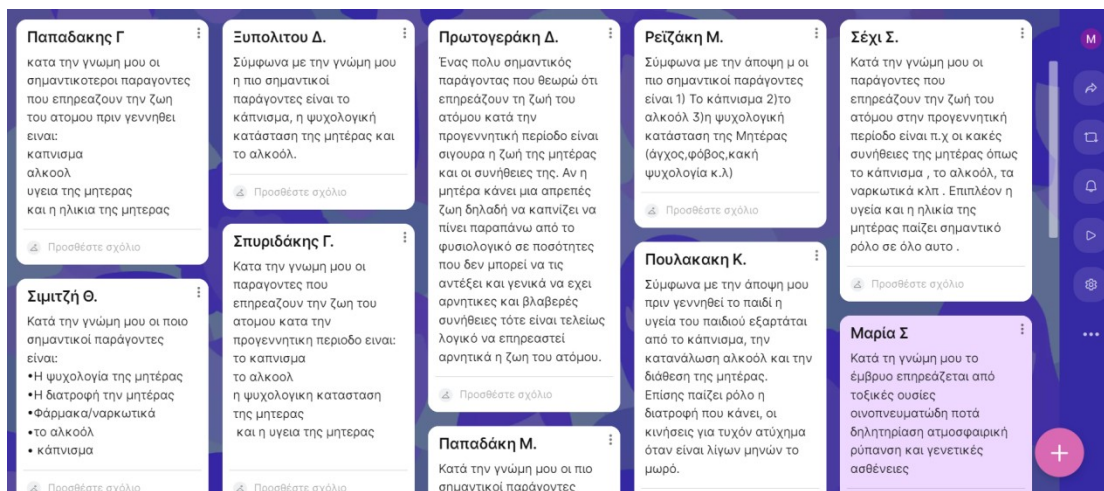 Παπαδακης Γ
κατα την γνωμη μου οι
σημαντικοτεροι παραγοντες
που επηρεαζουν την ζωη
του ατομου πριν γεννηθει
ειναι:
καπνισμα
αλκοολ
υγεια της μητερας
και η ηλικια της μητερας
Προσθέστε σχόλιο
Σιμιτζή Θ.
Κατά την γνώμη μου οι ποιο
σημαντικοί παράγοντες
είναι:
•Η ψυχολογία της μητέρας
•Η διατροφή την μητέρας
•Φάρμακα/ναρκωτικά
•το αλκοόλ
• κάπνισμα
Προσθέστε σχόλιο
Ξυπολιτου Δ.
Σύμφωνα με την γνώμη μου
η πιο σημαντικοί
παράγοντες είναι το
κάπνισμα, η ψυχολογική
κατάσταση της μητέρας και
το αλκοόλ.
Προσθέστε σχόλιο
Σπυριδάκης Γ.
Κατα την γνωμη μου οι
παραγοντες που
επηρεαζουν την ζωη του
ατομου κατα την
προγεννητικη περιοδο ειναι:
το καπνισμα
το αλκοολ
η ψυχολογικη κατασταση
της μητερας
και η υγεια της μητερας
Προσθέστε σχόλιο
Πρωτογεράκη Δ.
Ένας πολυ σημαντικός
παράγοντας που θεωρώ ότι
επηρεάζουν τη ζωή του
ατόμου κατά την
προγεννητική περίοδο είναι
σιγουρα η ζωή της μητέρας
και οι συνήθειες της. Αν η
μητέρα κάνει μια απρεπές
ζωη δηλαδή να καπνίζει να
πίνει παραπάνω από το
φυσιολογικό σε ποσότητες
που δεν μπορεί να τις
αντέξει και γενικά να εχει
αρνητικες και βλαβερές
συνήθειες τότε είναι τελείως
λογικό να επηρεαστεί
αρνητικά η ζωη του ατόμου.
Προσθέστε σχόλιο
Παπαδάκη Μ.
Κατά την γνώμη μου οι πιο
σημαντικοί παράγοντες
Ρεϊζάκη Μ.
Σύμφωνα με την άποψη μ οι
πιο σημαντικοί παράγοντες
είναι 1) Το κάπνισμα 2)το
αλκοόλ 3)η ψυχολογική
κατάσταση της Μητέρας
(άγχος,φόβος,κακή
ψυχολογία κ.λ)
Προσθέστε σχόλιο
Πουλακακη Κ.
Σύμφωνα με την άποψη μου
πριν γεννηθεί το παιδί η
υγεία του παιδιού εξαρτάται
από το κάπνισμα, την
κατανάλωση αλκοόλ και την
διάθεση της μητέρας.
Επίσης παίζει ρόλο η
διατροφή που κάνει, οι
κινήσεις για τυχόν ατύχημα
όταν είναι λίγων μηνών το
μωρό.
Σέχι Σ.
Κατά την γνώμη μου οι
παράγοντες που
επηρεάζουν την ζωή του
ατόμου στην προγεννητική
περίοδο είναι π.χ οι κακές
συνήθειες της μητέρας όπως
το κάπνισμα , το αλκοόλ, τα
ναρκωτικά κλπ . Επιπλέον η
υγεία και η ηλικία της
μητέρας παίζει σημαντικό
ρόλο σε όλο αυτο .
Προσθέστε σχόλιο
Μαρία Σ
Κατά τη γνώμη μου το
έμβρυο επηρεάζεται από
τοξικές ουσίες
οινοπνευματώδη ποτά
δηλητηρίαση ατμοσφαιρική
ρύπανση και γενετικές
ασθένειες
M